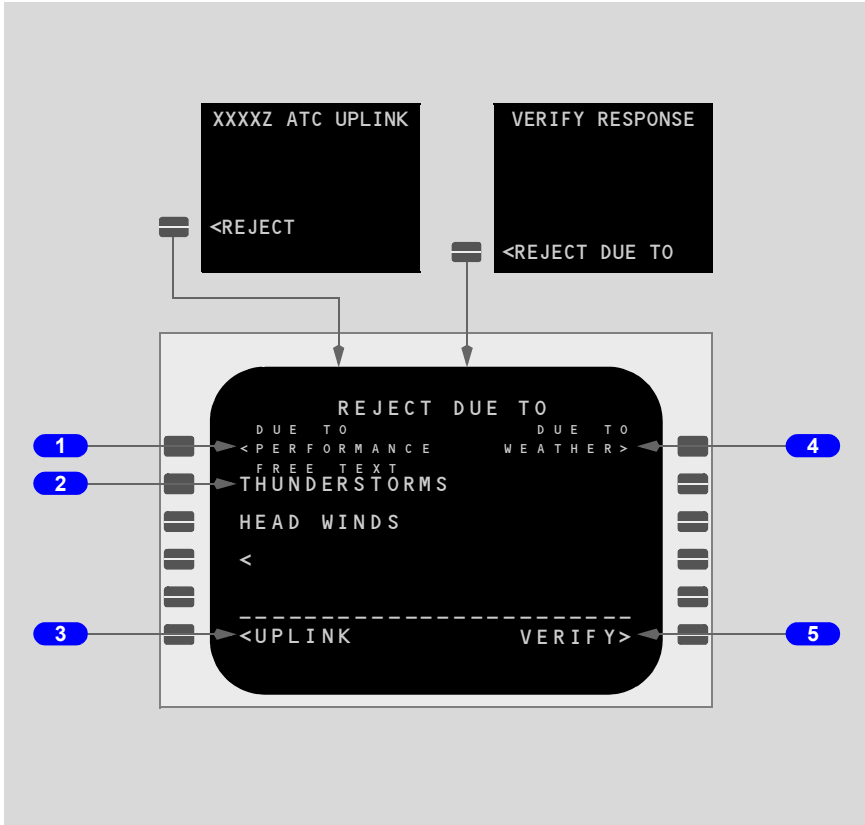 XXXXZ ATC UPLINK
<REJECT
VERIFY RESPONSE
<REJECT DUE TO
REJECT DUE TO
DUE TO DUE TO
1 <PERFORMANCE WEATHER> 4
FREE TEXT
2 THUNDERSTORMS
HEAD WINDS
<
3 <UPLINK VERIFY> 5